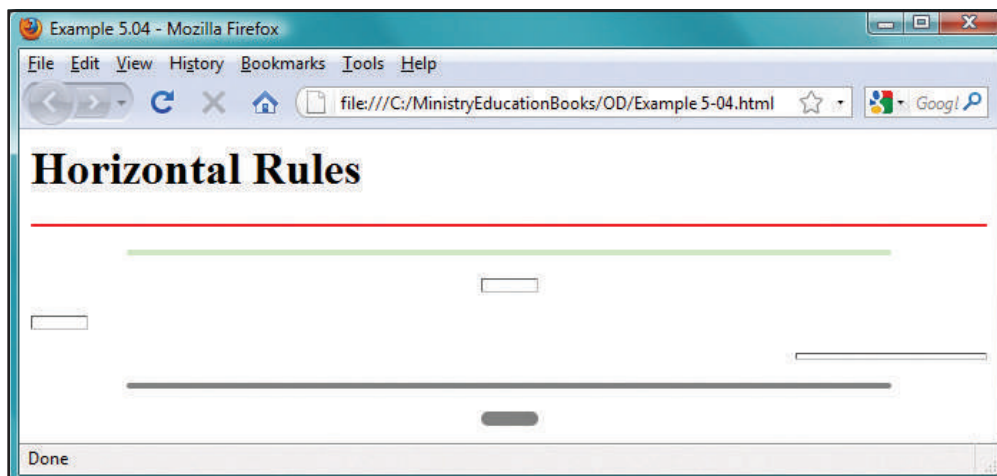 Example 5.04 - Mozilla Firefox
File Edit View History Bookmarks Tools Help
file:///C:/MinistryEducationBooks/OD/Example 5-04.html Googl
Horizontal Rules
Done